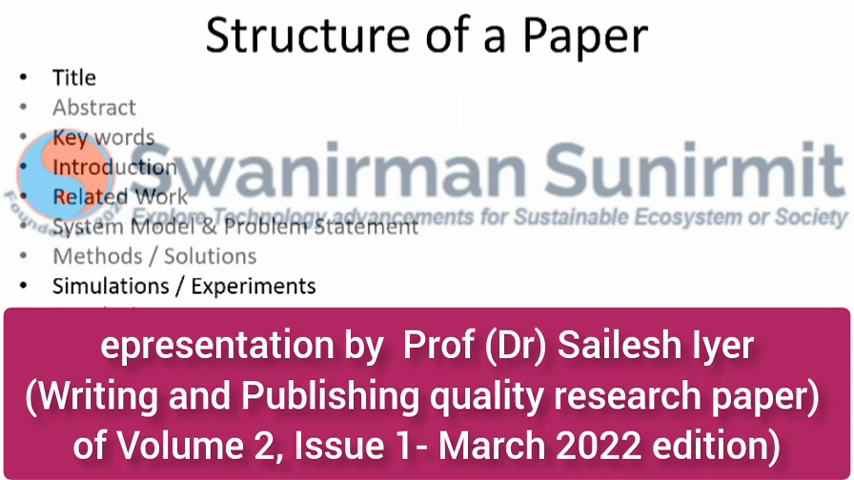 Structure of a Paper
• Title
• Abstract
• Key words
• Introduction
• Related Work
• System Model & Problem Statement
• Methods / Solutions
• Simulations / Experiments
Swanirman Sunirmit
Explore Technology advancements for Sustainable Ecosystem or Society
epresentation by Prof (Dr) Sailesh Iyer
(Writing and Publishing quality research paper)
of Volume 2, Issue 1- March 2022 edition)